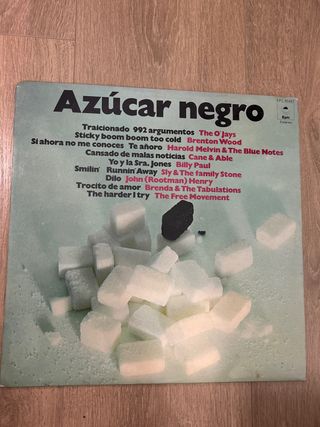 Azúcar negro
Traicionado 992 argumentos The O'Jays
Sticky boom boom too cold Brenton Wood
Si ahora no me conoces Te añoro Harold Melvin & The Blue Notes
Cansado de malas noticias Cane & Able
Yo y la Sra. Jones Billy Paul
Smilin' Runnin' Away Sly & The family Stone
Dilo John (Rootman) Henry
Trocito de amor Brenda & The Tabulations
The harder I try The Free Movement
Epic